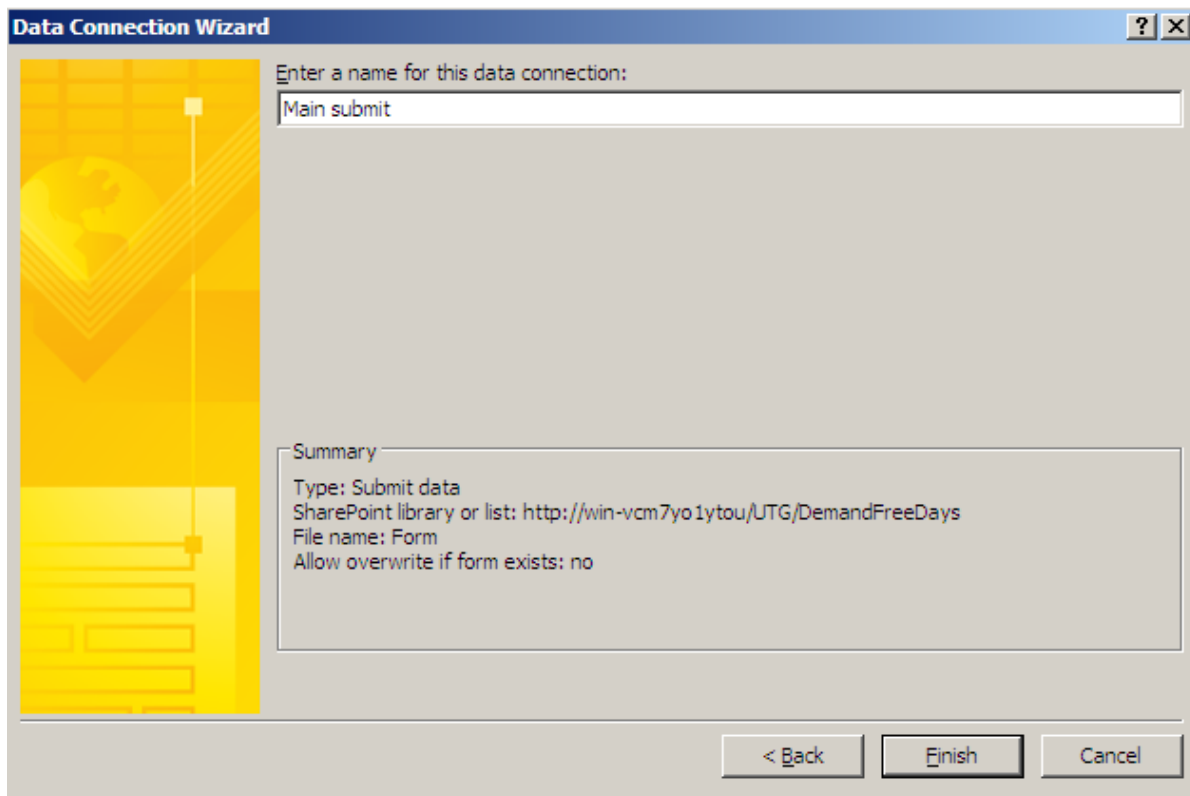 Data Connection Wizard
Enter a name for this data connection:
Main submit
Summary
Type: Submit data
SharePoint library or list: http://win-vcm7yo1ytou/UTG/DemandFreeDays
File name: Form
Allow overwrite if form exists: no
< Back
Finish
Cancel